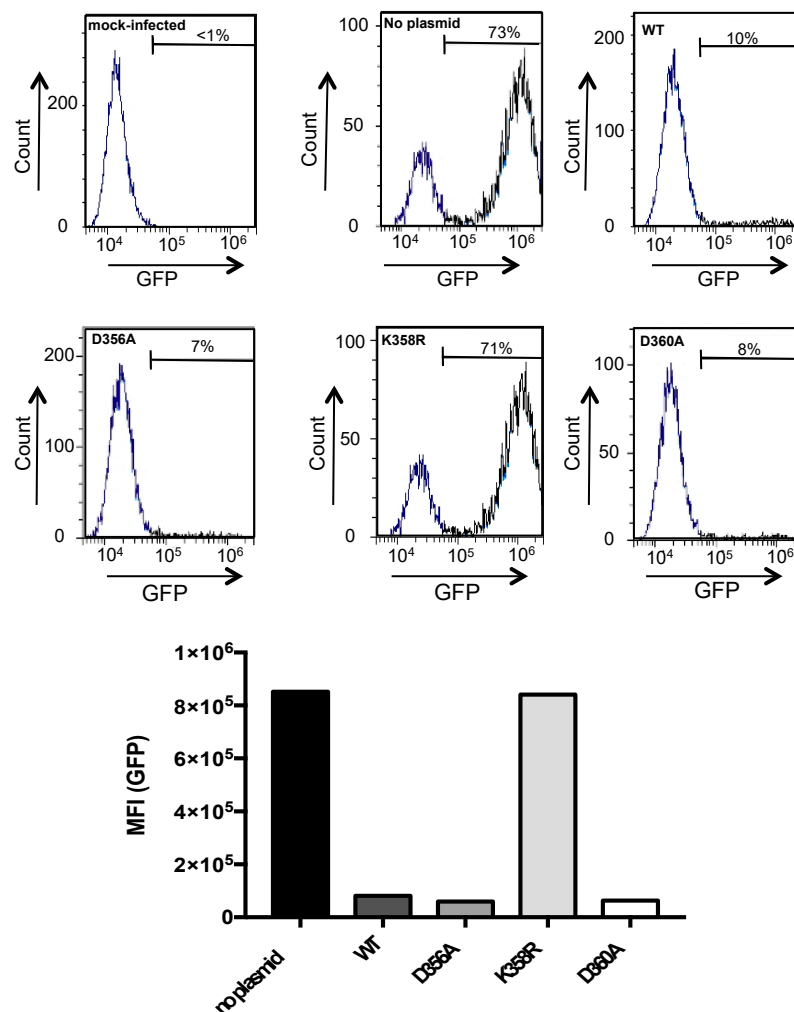 mock-infected
<1%
200
0
Count
10⁴ 10⁵ 10⁶
GFP
No plasmid
73%
100
50
0
Count
10⁴ 10⁵ 10⁶
GFP
WT
10%
200
100
0
Count
10⁴ 10⁵ 10⁶
GFP
D356A
7%
200
100
0
Count
10⁴ 10⁵ 10⁶
GFP
K358R
71%
100
50
0
Count
10⁴ 10⁵ 10⁶
GFP
D360A
8%
100
50
0
Count
10⁴ 10⁵ 10⁶
GFP
MFI (GFP)
1×10⁶
8×10⁵
6×10⁵
4×10⁵
2×10⁵
0
no plasmid
WT
D356A
K358R
D360A